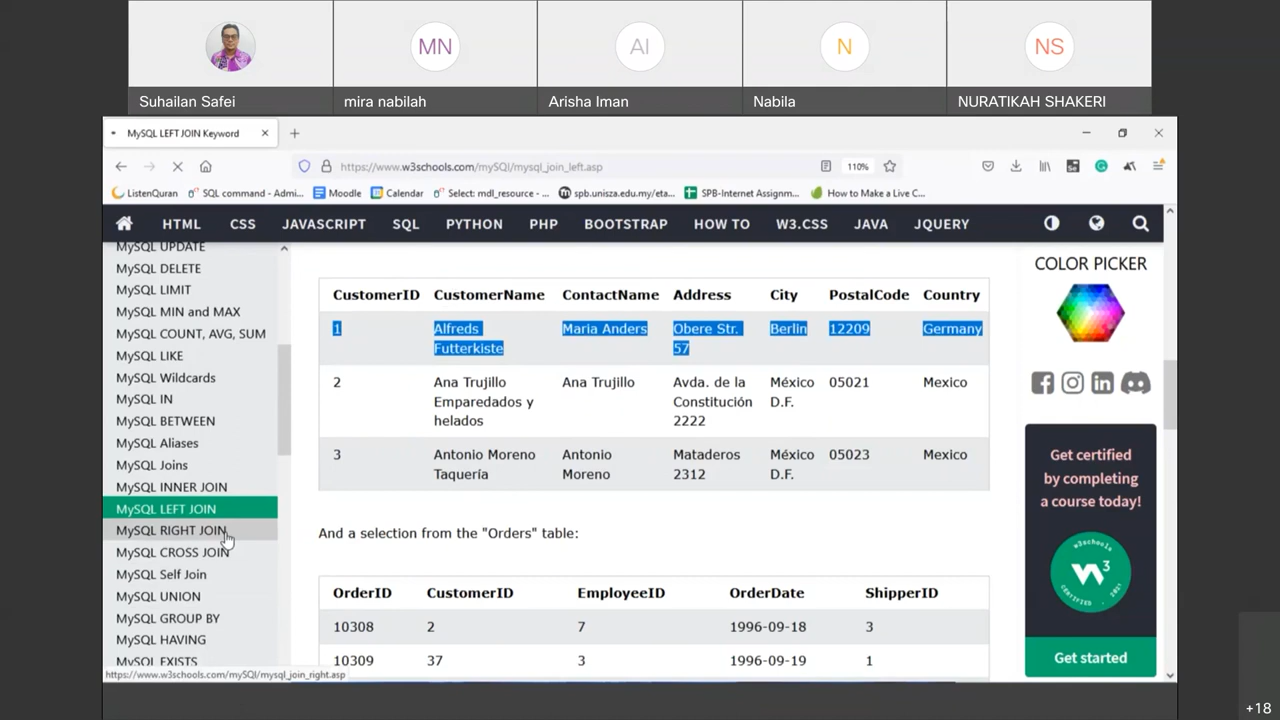 MN
AI
N
NS
Suhailan Safei
mira nabilah
Arisha Iman
Nabila
NURATIKAH SHAKERI
MySQL LEFT JOIN Keyword
https://www.w3schools.com/mySQl/mysql_join_left.asp
110%
ListenQuran
SQL command - Admi...
Moodle
Calendar
Select: mdl_resource - ...
spb.unisza.edu.my/eta...
SPB-Internet Assignm...
How to Make a Live C...
HTML CSS JAVASCRIPT SQL PYTHON PHP BOOTSTRAP HOW TO W3.CSS JAVA JQUERY
MySQL UPDATE
MySQL DELETE
MySQL LIMIT
MySQL MIN and MAX
MySQL COUNT, AVG, SUM
MySQL LIKE
MySQL Wildcards
MySQL IN
MySQL BETWEEN
MySQL Aliases
MySQL Joins
MySQL INNER JOIN
MySQL LEFT JOIN
MySQL RIGHT JOIN
MySQL CROSS JOIN
MySQL Self Join
MySQL UNION
MySQL GROUP BY
MySQL HAVING
MySQL EXISTS
https://www.w3schools.com/mySQl/mysql_join_right.asp
CustomerID CustomerName ContactName Address City PostalCode Country
1 Alfreds Maria Anders Obere Str. Berlin 12209 Germany
Futterkiste 57
2 Ana Trujillo Ana Trujillo Avda. de la México 05021 Mexico
Emparedados y Constitución D.F.
helados 2222
3 Antonio Moreno Antonio Mataderos México 05023 Mexico
Taquería Moreno 2312 D.F.
And a selection from the "Orders" table:
OrderID CustomerID EmployeeID OrderDate ShipperID
10308 2 7 1996-09-18 3
10309 37 3 1996-09-19 1
COLOR PICKER
Get certified
by completing
a course today!
w3schools
3
CERTIFIED . 2021
Get started
+18